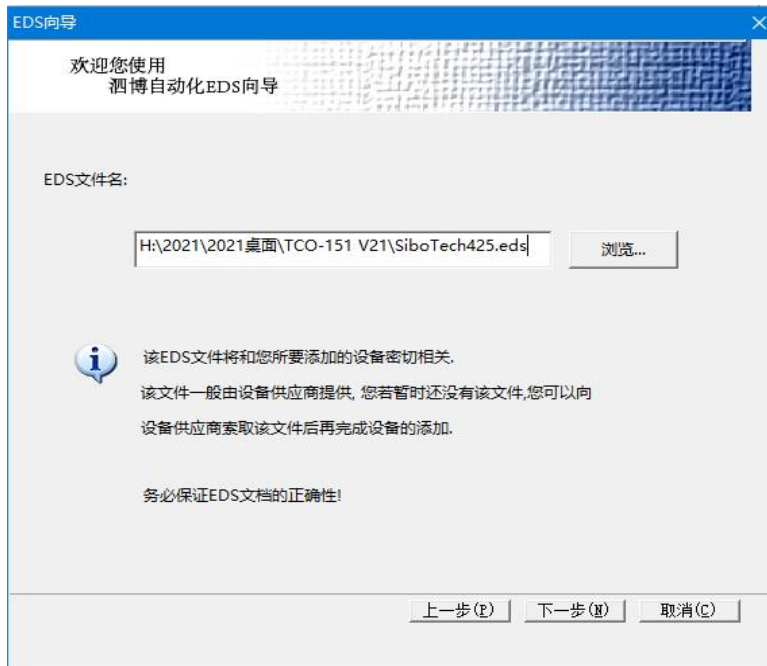 EDS向导
欢迎您使用
泗博自动化EDS向导
EDS文件名:
H:\2021\2021桌面\TCO-151 V21\SiboTech425.eds
浏览...
该EDS文件将和您所要添加的设备密切相关.
该文件一般由设备供应商提供, 您若暂时还没有该文件,您可以向
设备供应商索取该文件后再完成设备的添加.
务必保证EDS文档的正确性!
上一步(P) 下一步(N) 取消(C)